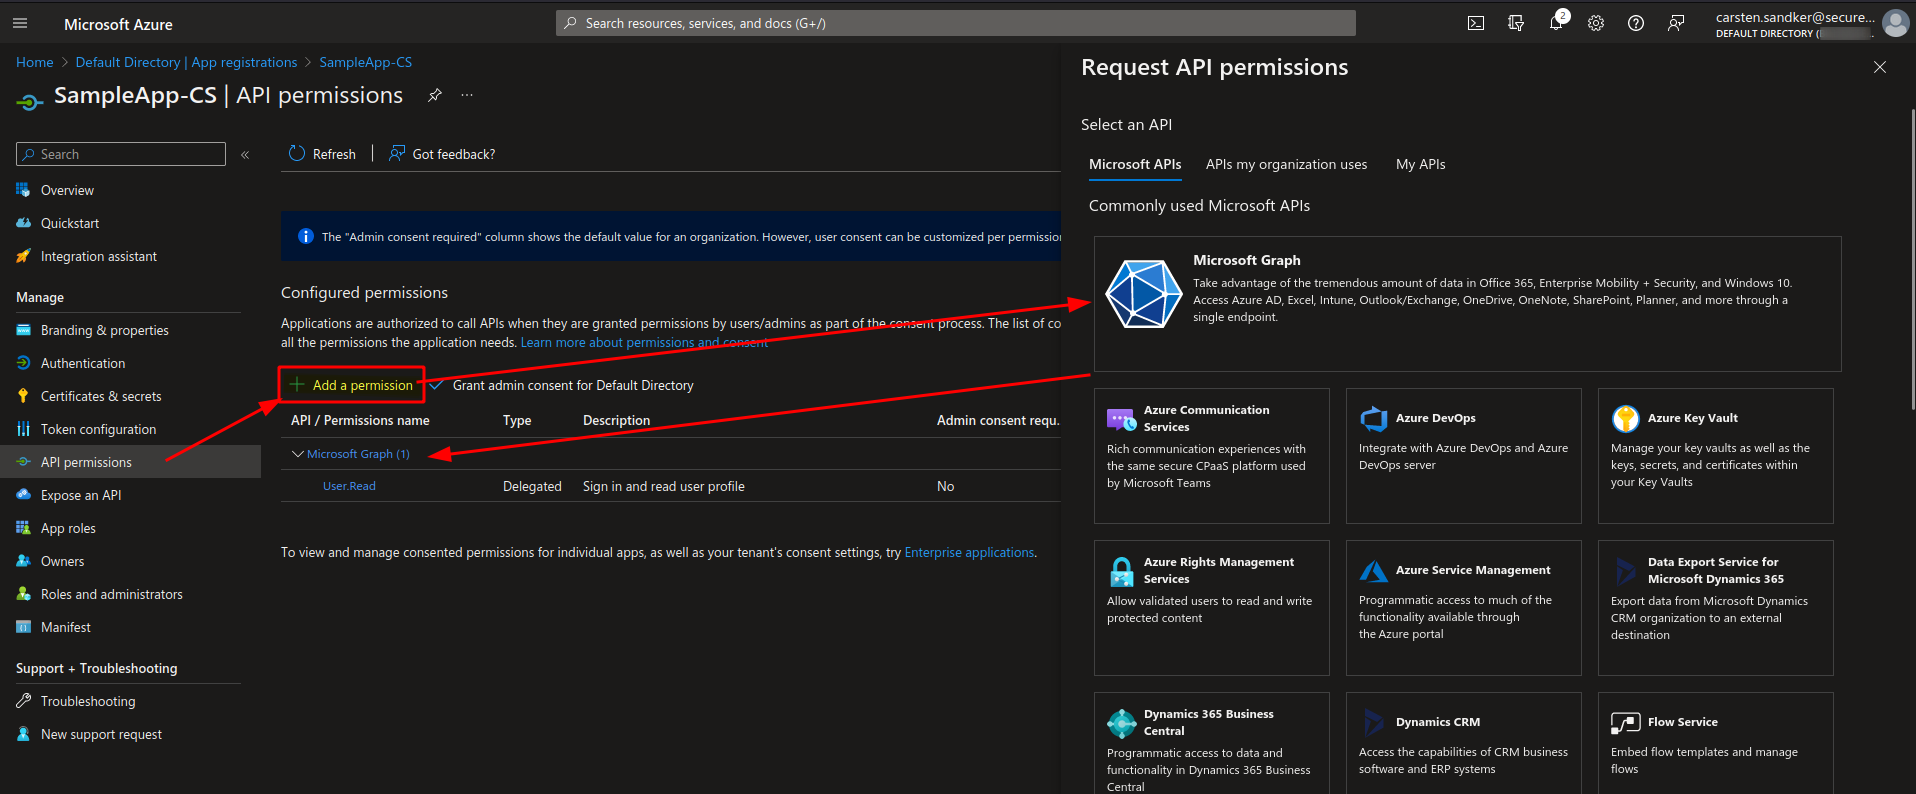 Microsoft Azure
Search resources, services, and docs (G+/)
2
carsten.sandker@secure...
DEFAULT DIRECTORY (
Home > Default Directory | App registrations > SampleApp-CS
SampleApp-CS | API permissions
...
Search
«
Overview
Quickstart
Integration assistant
Manage
Branding & properties
Authentication
Certificates & secrets
Token configuration
API permissions
Expose an API
App roles
Owners
Roles and administrators
Manifest
Support + Troubleshooting
Troubleshooting
New support request
Refresh
Got feedback?
The "Admin consent required" column shows the default value for an organization. However, user consent can be customized per permission
Configured permissions
Applications are authorized to call APIs when they are granted permissions by users/admins as part of the consent process. The list of co
all the permissions the application needs. Learn more about permissions and consent
Add a permission
Grant admin consent for Default Directory
API / Permissions name Type Description Admin consent requ.
Microsoft Graph (1)
User.Read Delegated Sign in and read user profile No
To view and manage consented permissions for individual apps, as well as your tenant's consent settings, try Enterprise applications.
Request API permissions
Select an API
Microsoft APIs APIs my organization uses My APIs
Commonly used Microsoft APIs
Microsoft Graph
Take advantage of the tremendous amount of data in Office 365, Enterprise Mobility + Security, and Windows 10.
Access Azure AD, Excel, Intune, Outlook/Exchange, OneDrive, OneNote, SharePoint, Planner, and more through a
single endpoint.
Azure Communication
Services
Rich communication experiences with
the same secure CPaaS platform used
by Microsoft Teams
Azure DevOps
Integrate with Azure DevOps and Azure
DevOps server
Azure Key Vault
Manage your key vaults as well as the
keys, secrets, and certificates within
your Key Vaults
Azure Rights Management
Services
Allow validated users to read and write
protected content
Azure Service Management
Programmatic access to much of the
functionality available through
the Azure portal
Data Export Service for
Microsoft Dynamics 365
Export data from Microsoft Dynamics
CRM organization to an external
destination
Dynamics 365 Business
Central
Programmatic access to data and
functionality in Dynamics 365 Business
Central
Dynamics CRM
Access the capabilities of CRM business
software and ERP systems
Flow Service
Embed flow templates and manage
flows